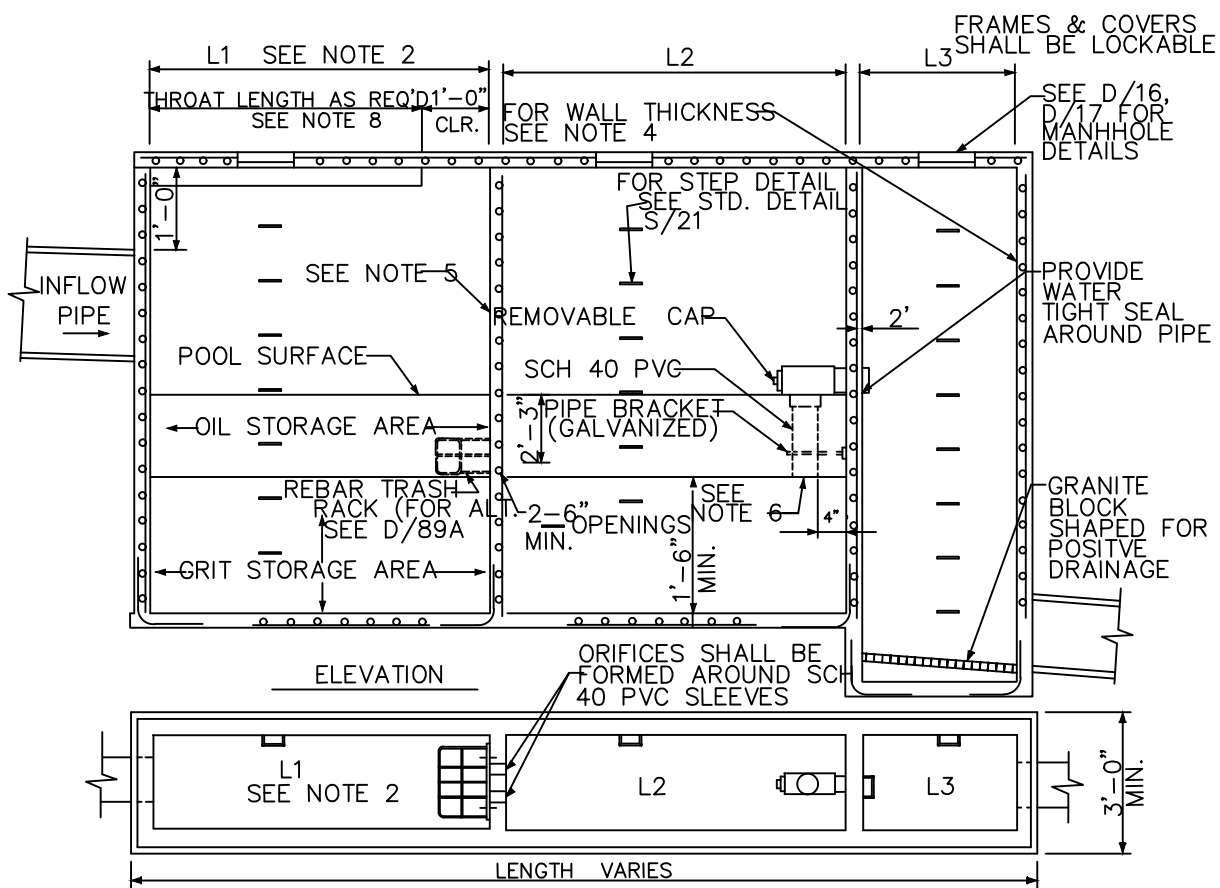 FRAMES & COVERS
SHALL BE LOCKABLE
L1 SEE NOTE 2
L2
L3
THROAT LENGTH AS REQ'D
SEE NOTE 8
1'-0"
CLR.
FOR WALL THICKNESS
SEE NOTE 4
SEE D/16,
D/17 FOR
MANHHOLE
DETAILS
1'-0"
FOR STEP DETAIL
SEE STD. DETAIL
S/21
INFLOW
PIPE
SEE NOTE 5
REMOVABLE CAP
2'
PROVIDE
WATER
TIGHT SEAL
AROUND PIPE
POOL SURFACE
SCH 40 PVC
OIL STORAGE AREA
2'-3"
PIPE BRACKET
(GALVANIZED)
REBAR TRASH
RACK (FOR ALT.
SEE D/89A
2-6"
MIN. OPENINGS
SEE
NOTE 6
4"
1'-6"
MIN.
GRANITE
BLOCK
SHAPED FOR
POSITVE
DRAINAGE
GRIT STORAGE AREA
ELEVATION
ORIFICES SHALL BE
FORMED AROUND SCH
40 PVC SLEEVES
L1
SEE NOTE 2
L2
L3
3'-0"
MIN.
LENGTH VARIES